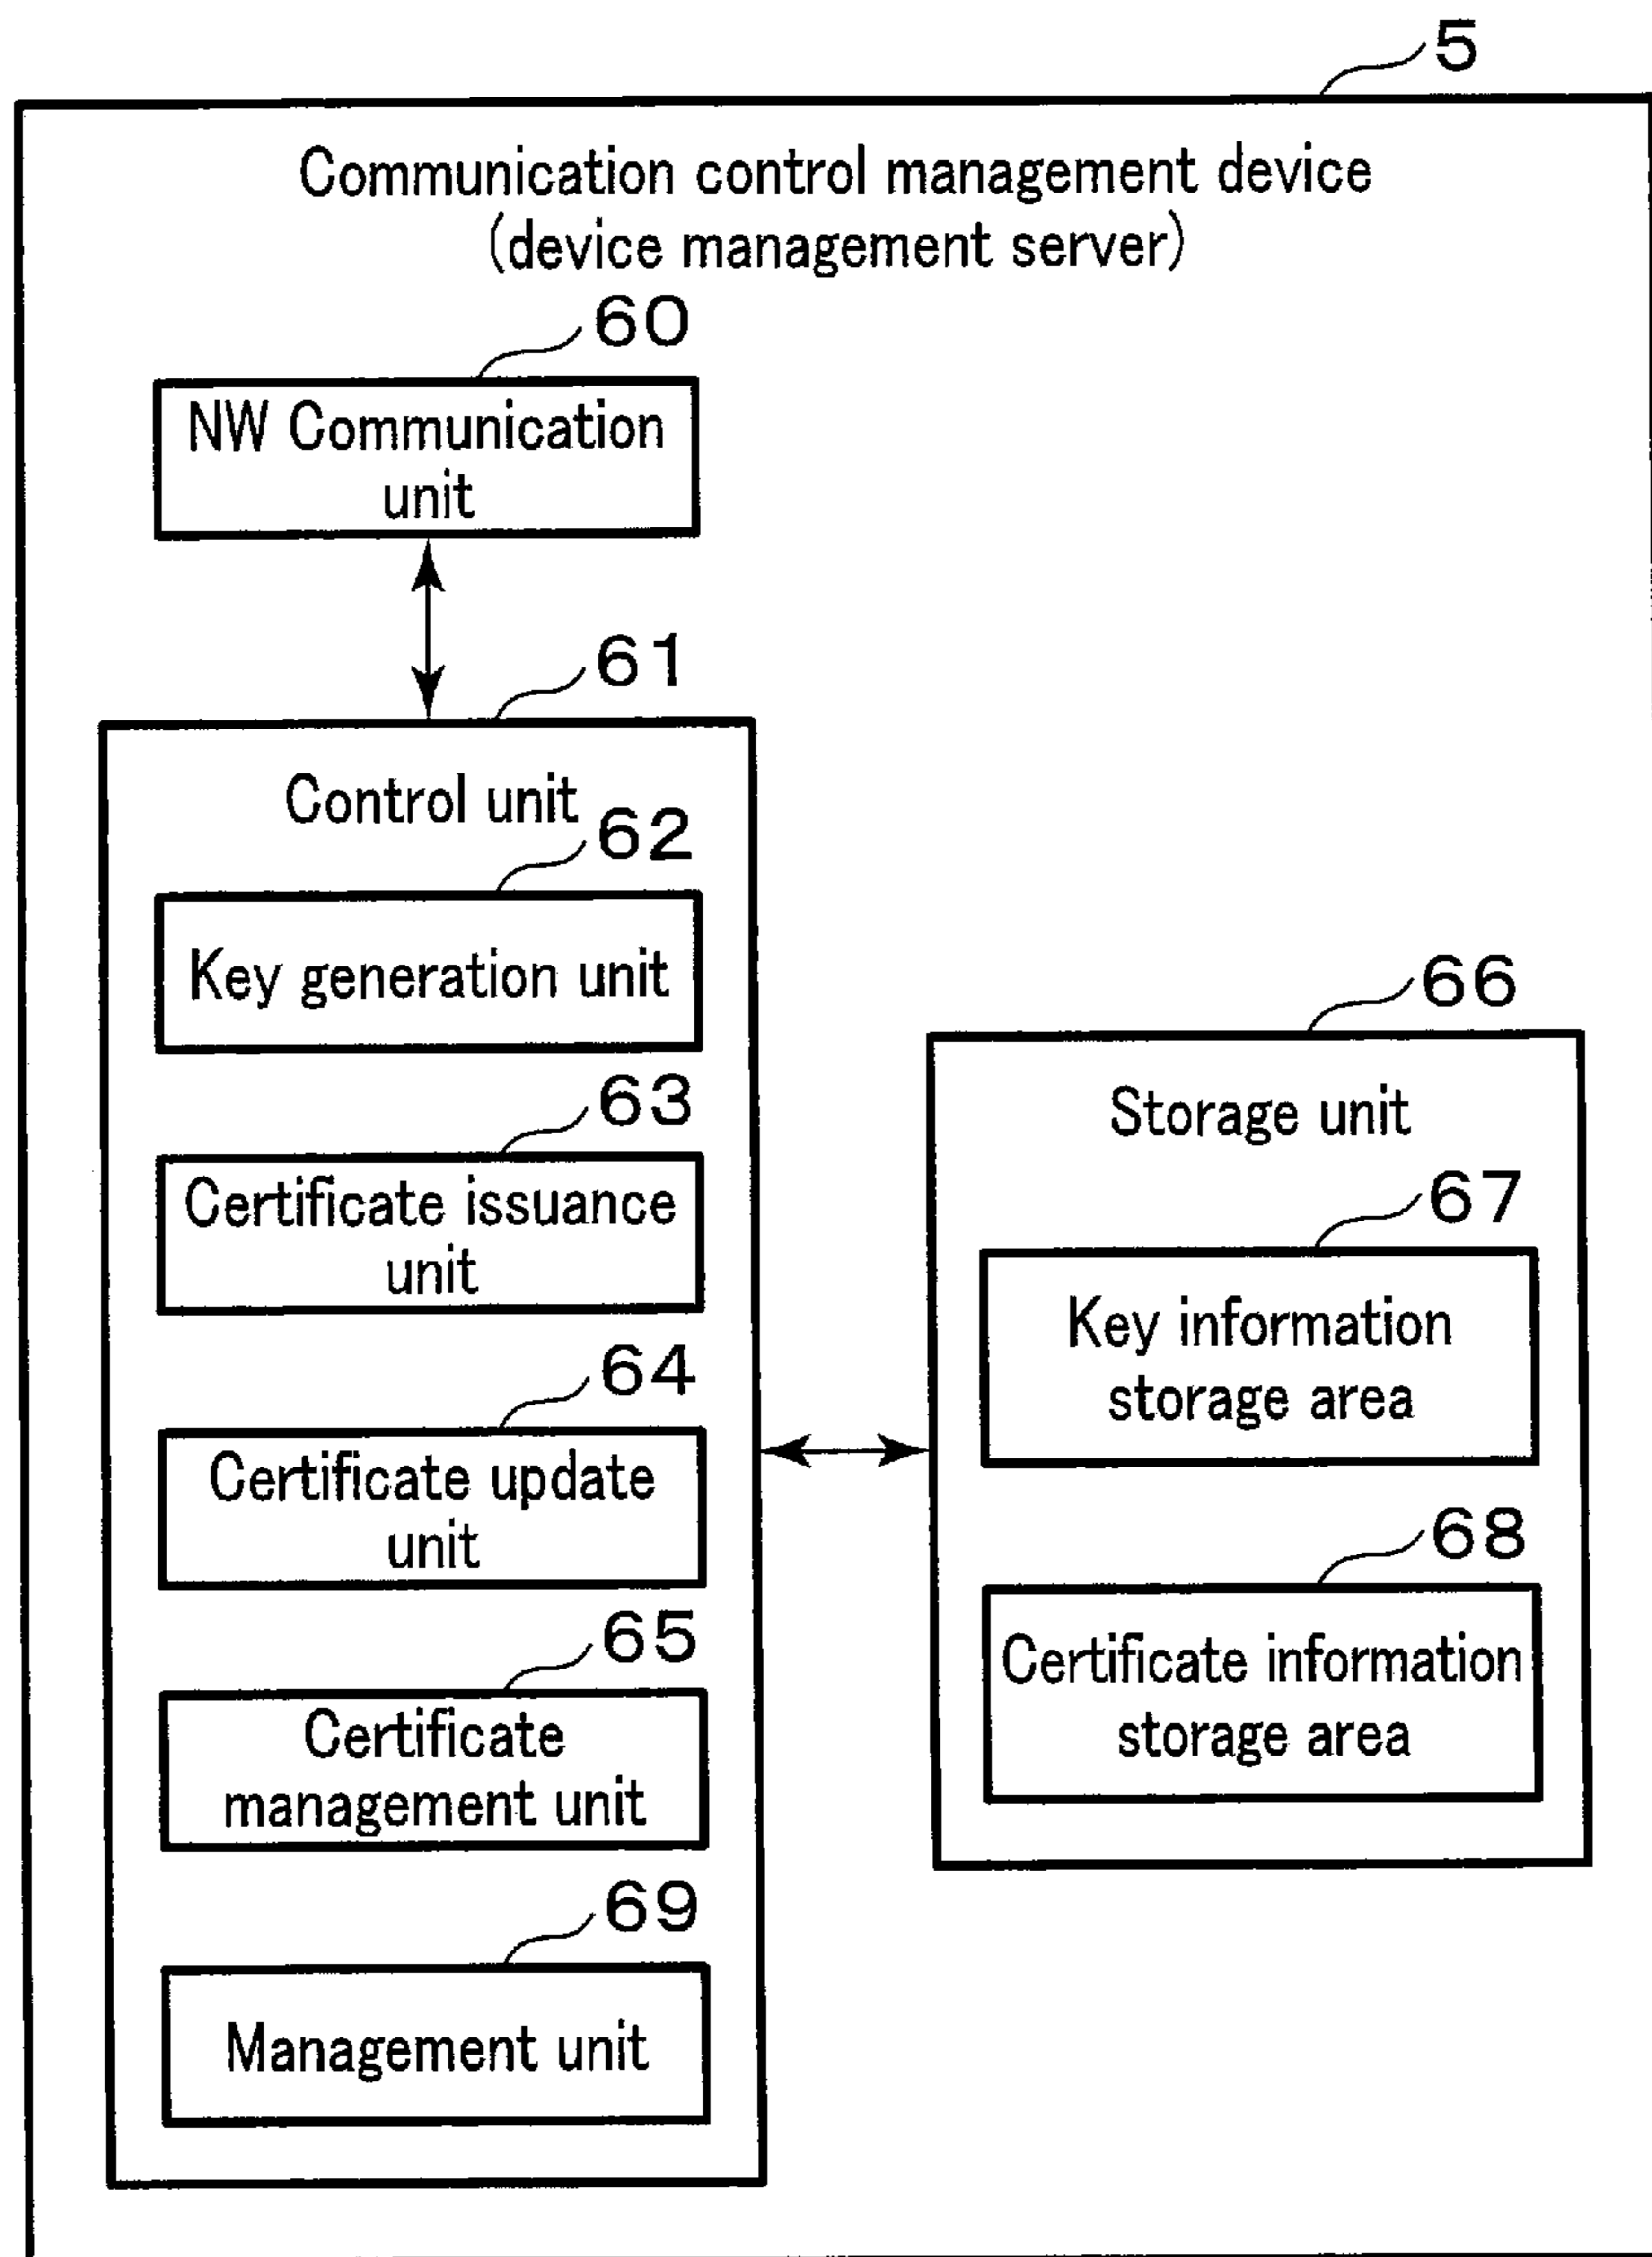 5
Communication control management device
(device management server)
60
NW Communication
unit
61
Control unit
62
Key generation unit
63
Certificate issuance
unit
64
Certificate update
unit
65
Certificate
management unit
69
Management unit
66
Storage unit
67
Key information
storage area
68
Certificate information
storage area